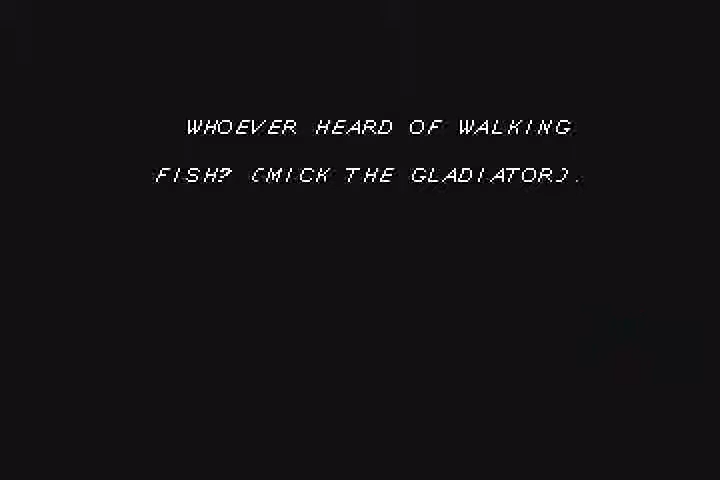 WHOEVER HEARD OF WALKING
FISH? (MICK THE GLADIATOR).